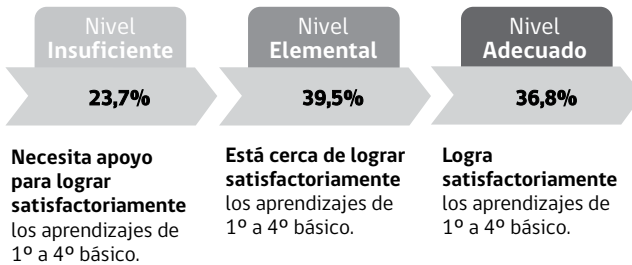 Nivel
Insuficiente
23,7%
Necesita apoyo
para lograr
satisfactoriamente
los aprendizajes de
1º a 4º básico.
Nivel
Elemental
39,5%
Está cerca de lograr
satisfactoriamente
los aprendizajes de
1º a 4º básico.
Nivel
Adecuado
36,8%
Logra
satisfactoriamente
los aprendizajes de
1º a 4º básico.